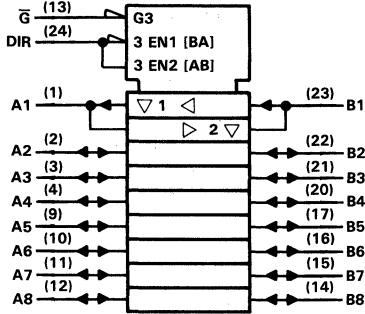 G̅ (13) G3
DIR (24) 3 EN1 [BA]
3 EN2 [AB]
A1 (1) ▽ 1 ◁ (23) B1
▷ 2 ▽
A2 (2) (22) B2
A3 (3) (21) B3
A4 (4) (20) B4
A5 (9) (17) B5
A6 (10) (16) B6
A7 (11) (15) B7
A8 (12) (14) B8